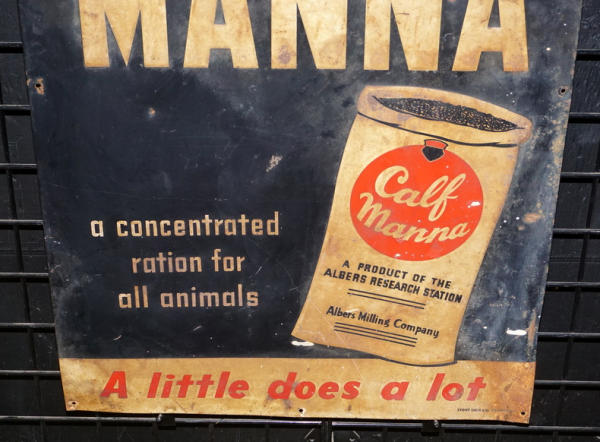 MANNA
Calf
Manna
A PRODUCT OF THE
ALBERS RESEARCH STATION
Albers Milling Company
a concentrated
ration for
all animals
A little does a lot